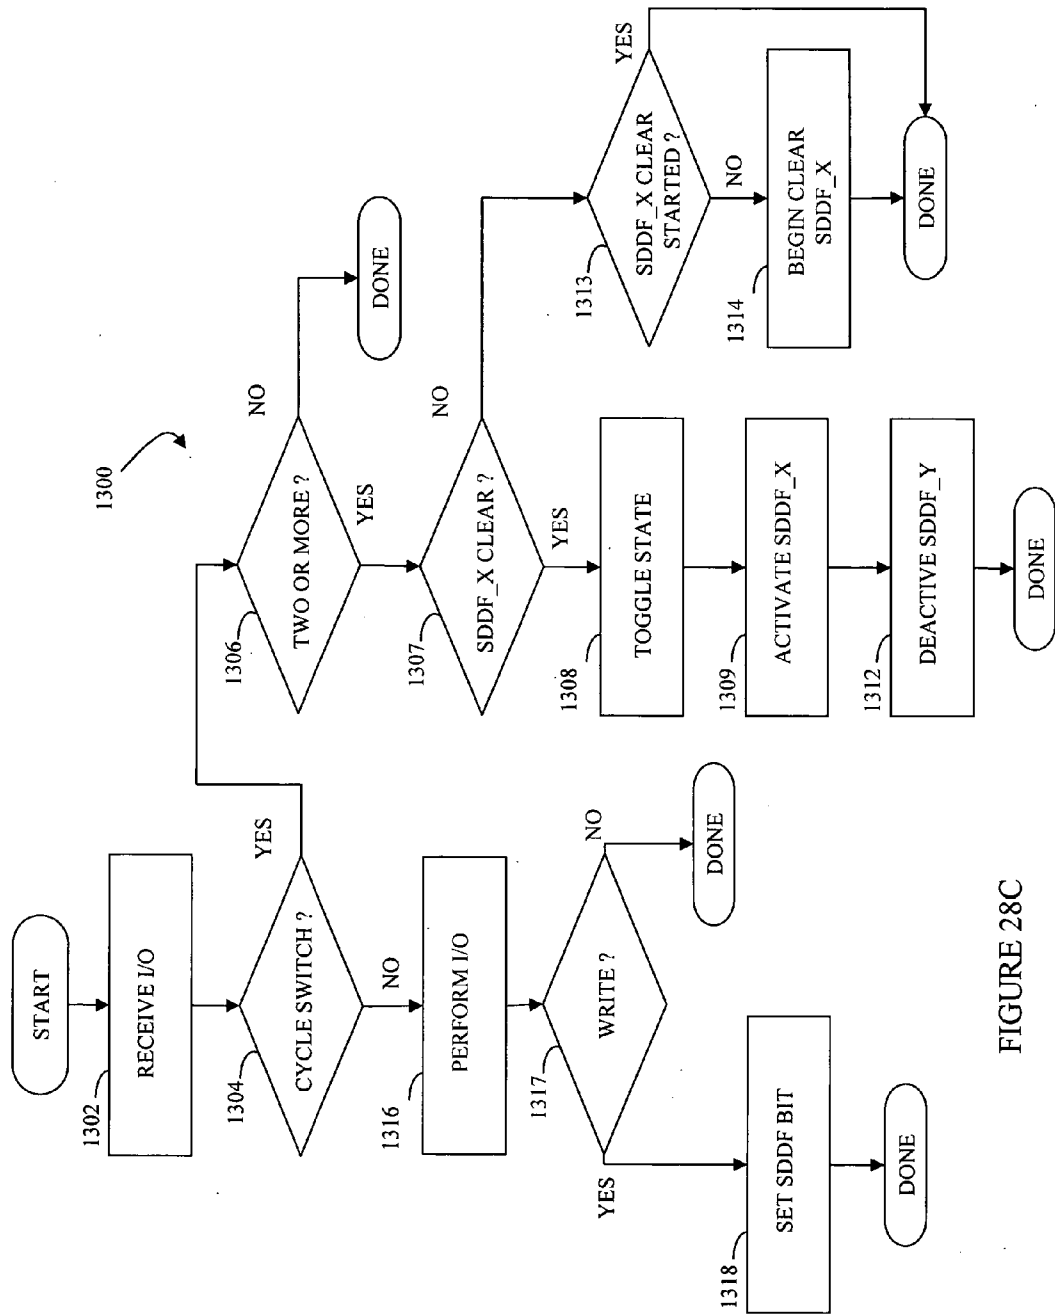 1300
START
1302
RECEIVE I/O
1304
CYCLE SWITCH ?
YES
NO
1316
PERFORM I/O
1317
WRITE ?
YES
NO
DONE
1318
SET SDDF BIT
DONE
1306
TWO OR MORE ?
NO
DONE
YES
1307
SDDF_X CLEAR ?
NO
YES
1308
TOGGLE STATE
1309
ACTIVATE SDDF_X
1312
DEACTIVE SDDF_Y
DONE
1313
SDDF_X CLEAR
STARTED ?
YES
NO
1314
BEGIN CLEAR
SDDF_X
DONE
FIGURE 28C